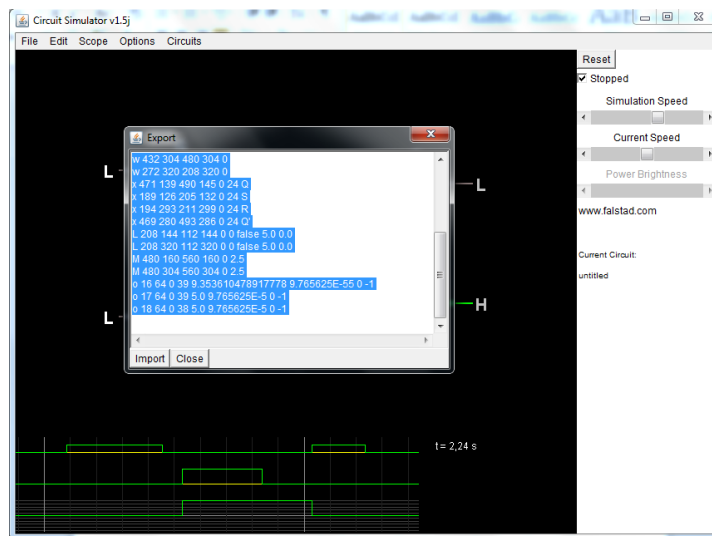 Circuit Simulator v1.5j
File Edit Scope Options Circuits
Reset
Stopped
Simulation Speed
Current Speed
Power Brightness
www.falstad.com
Current Circuit:
untitled
Export
w 432 304 480 304 0
w 272 320 208 320 0
x 471 139 490 145 0 24 Q
x 189 126 205 132 0 24 S
x 194 293 211 299 0 24 R
x 469 280 493 286 0 24 Q'
L 208 144 112 144 0 0 false 5.0 0.0
L 208 320 112 320 0 0 false 5.0 0.0
M 480 160 560 160 0 2.5
M 480 304 560 304 0 2.5
o 16 64 0 39 9.353610478917778 9.765625E-55 0 -1
o 17 64 0 39 5.0 9.765625E-5 0 -1
o 18 64 0 38 5.0 9.765625E-5 0 -1
Import Close
L
L
L
H
t = 2,24 s